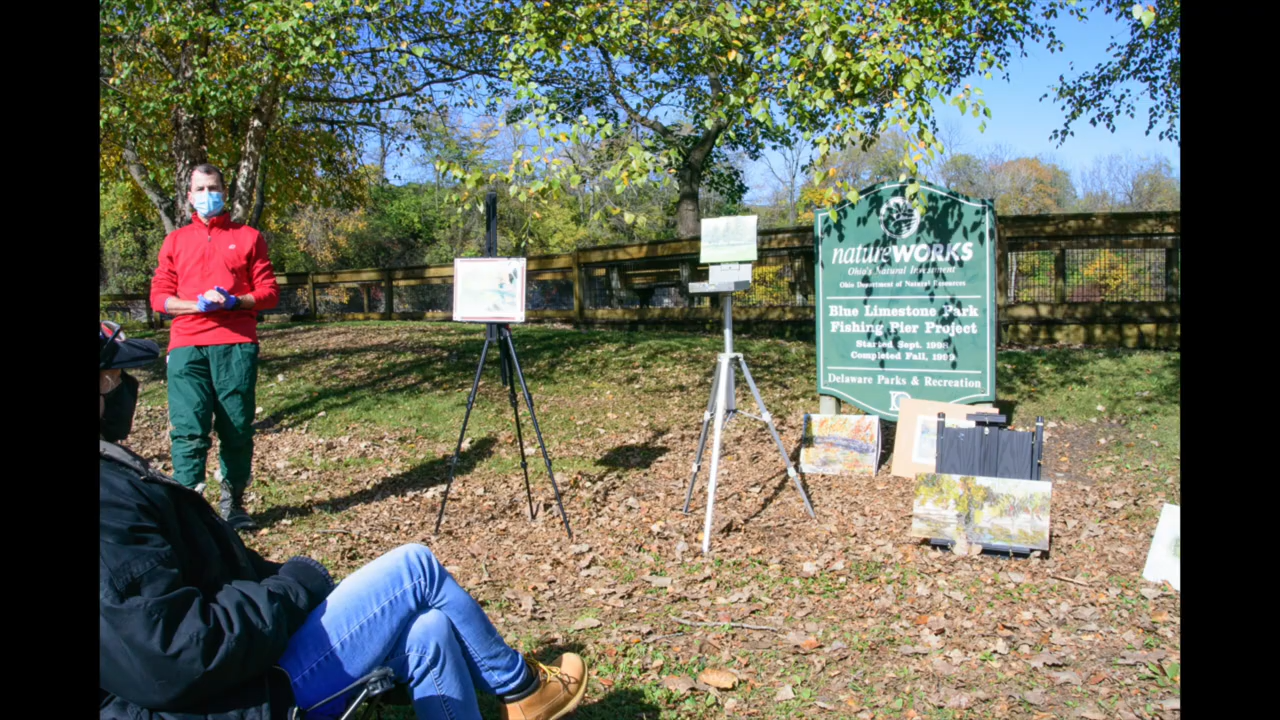 natureWORKS
Ohio's Natural Investment
Ohio Department of Natural Resources
Blue Limestone Park
Fishing Pier Project
Started Sept. 1998
Completed Fall, 1999
Delaware Parks & Recreation